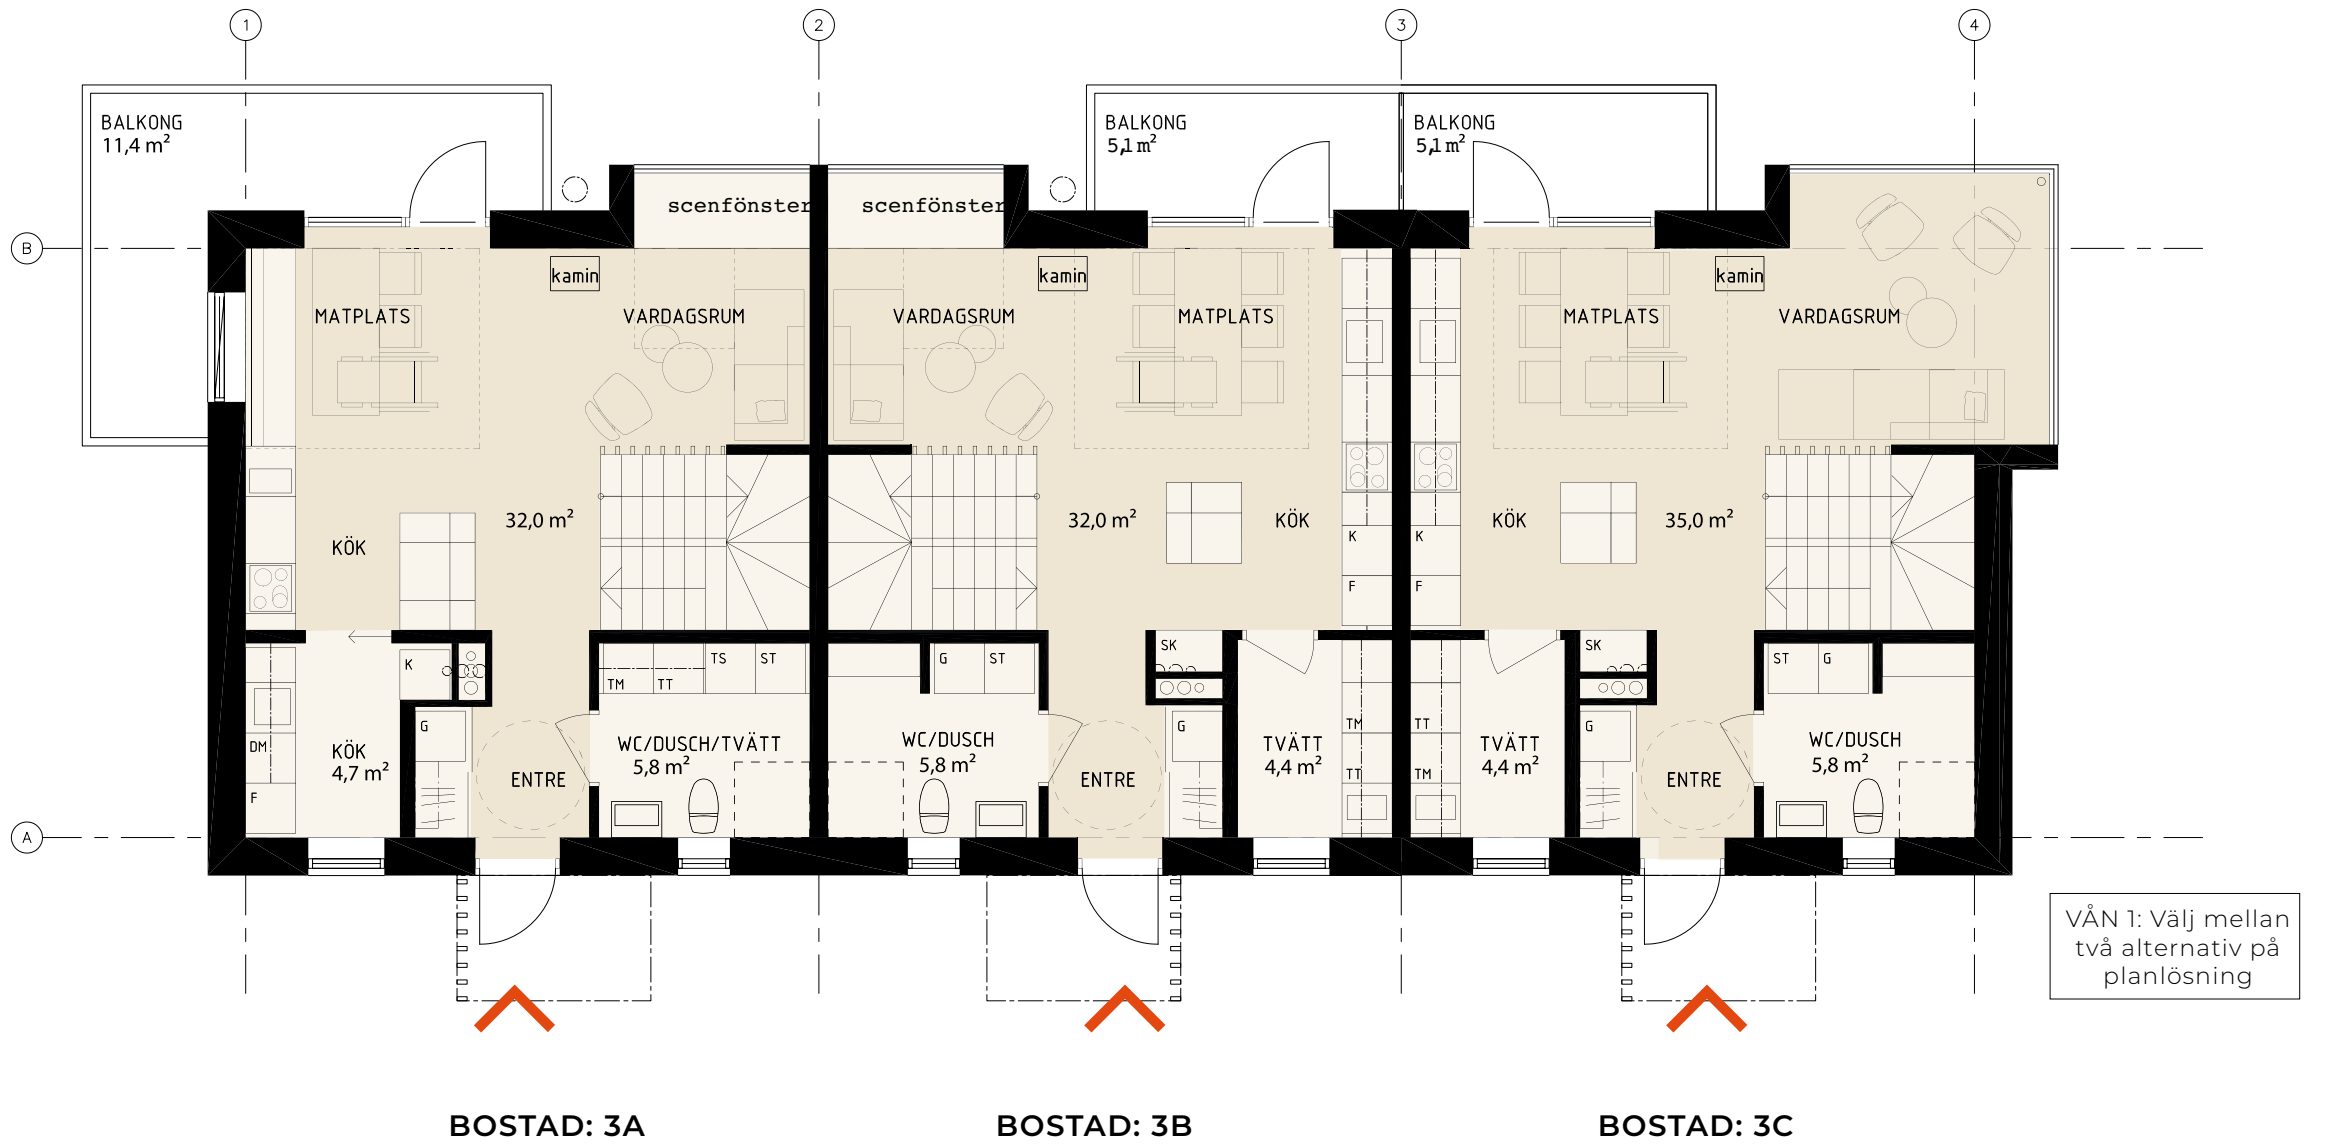 1
2
3
4
BALKONG
11,4 m²
BALKONG
5,1 m²
BALKONG
5,1 m²
scenfönster
scenfönster
B
kamin
kamin
kamin
MATPLATS
VARDAGSRUM
VARDAGSRUM
MATPLATS
MATPLATS
VARDAGSRUM
32,0 m²
32,0 m²
KÖK
KÖK
35,0 m²
KÖK
K
K
F
F
K
TM
TT
TS
ST
G
ST
SK
SK
ST
G
G
DM
F
KÖK
4,7 m²
WC/DUSCH/TVÄTT
5,8 m²
ENTRE
WC/DUSCH
5,8 m²
ENTRE
G
TVÄTT
4,4 m²
TM
TT
TT
TM
TVÄTT
4,4 m²
G
ENTRE
WC/DUSCH
5,8 m²
A
VÅN 1: Välj mellan
två alternativ på
planlösning
BOSTAD: 3A
BOSTAD: 3B
BOSTAD: 3C